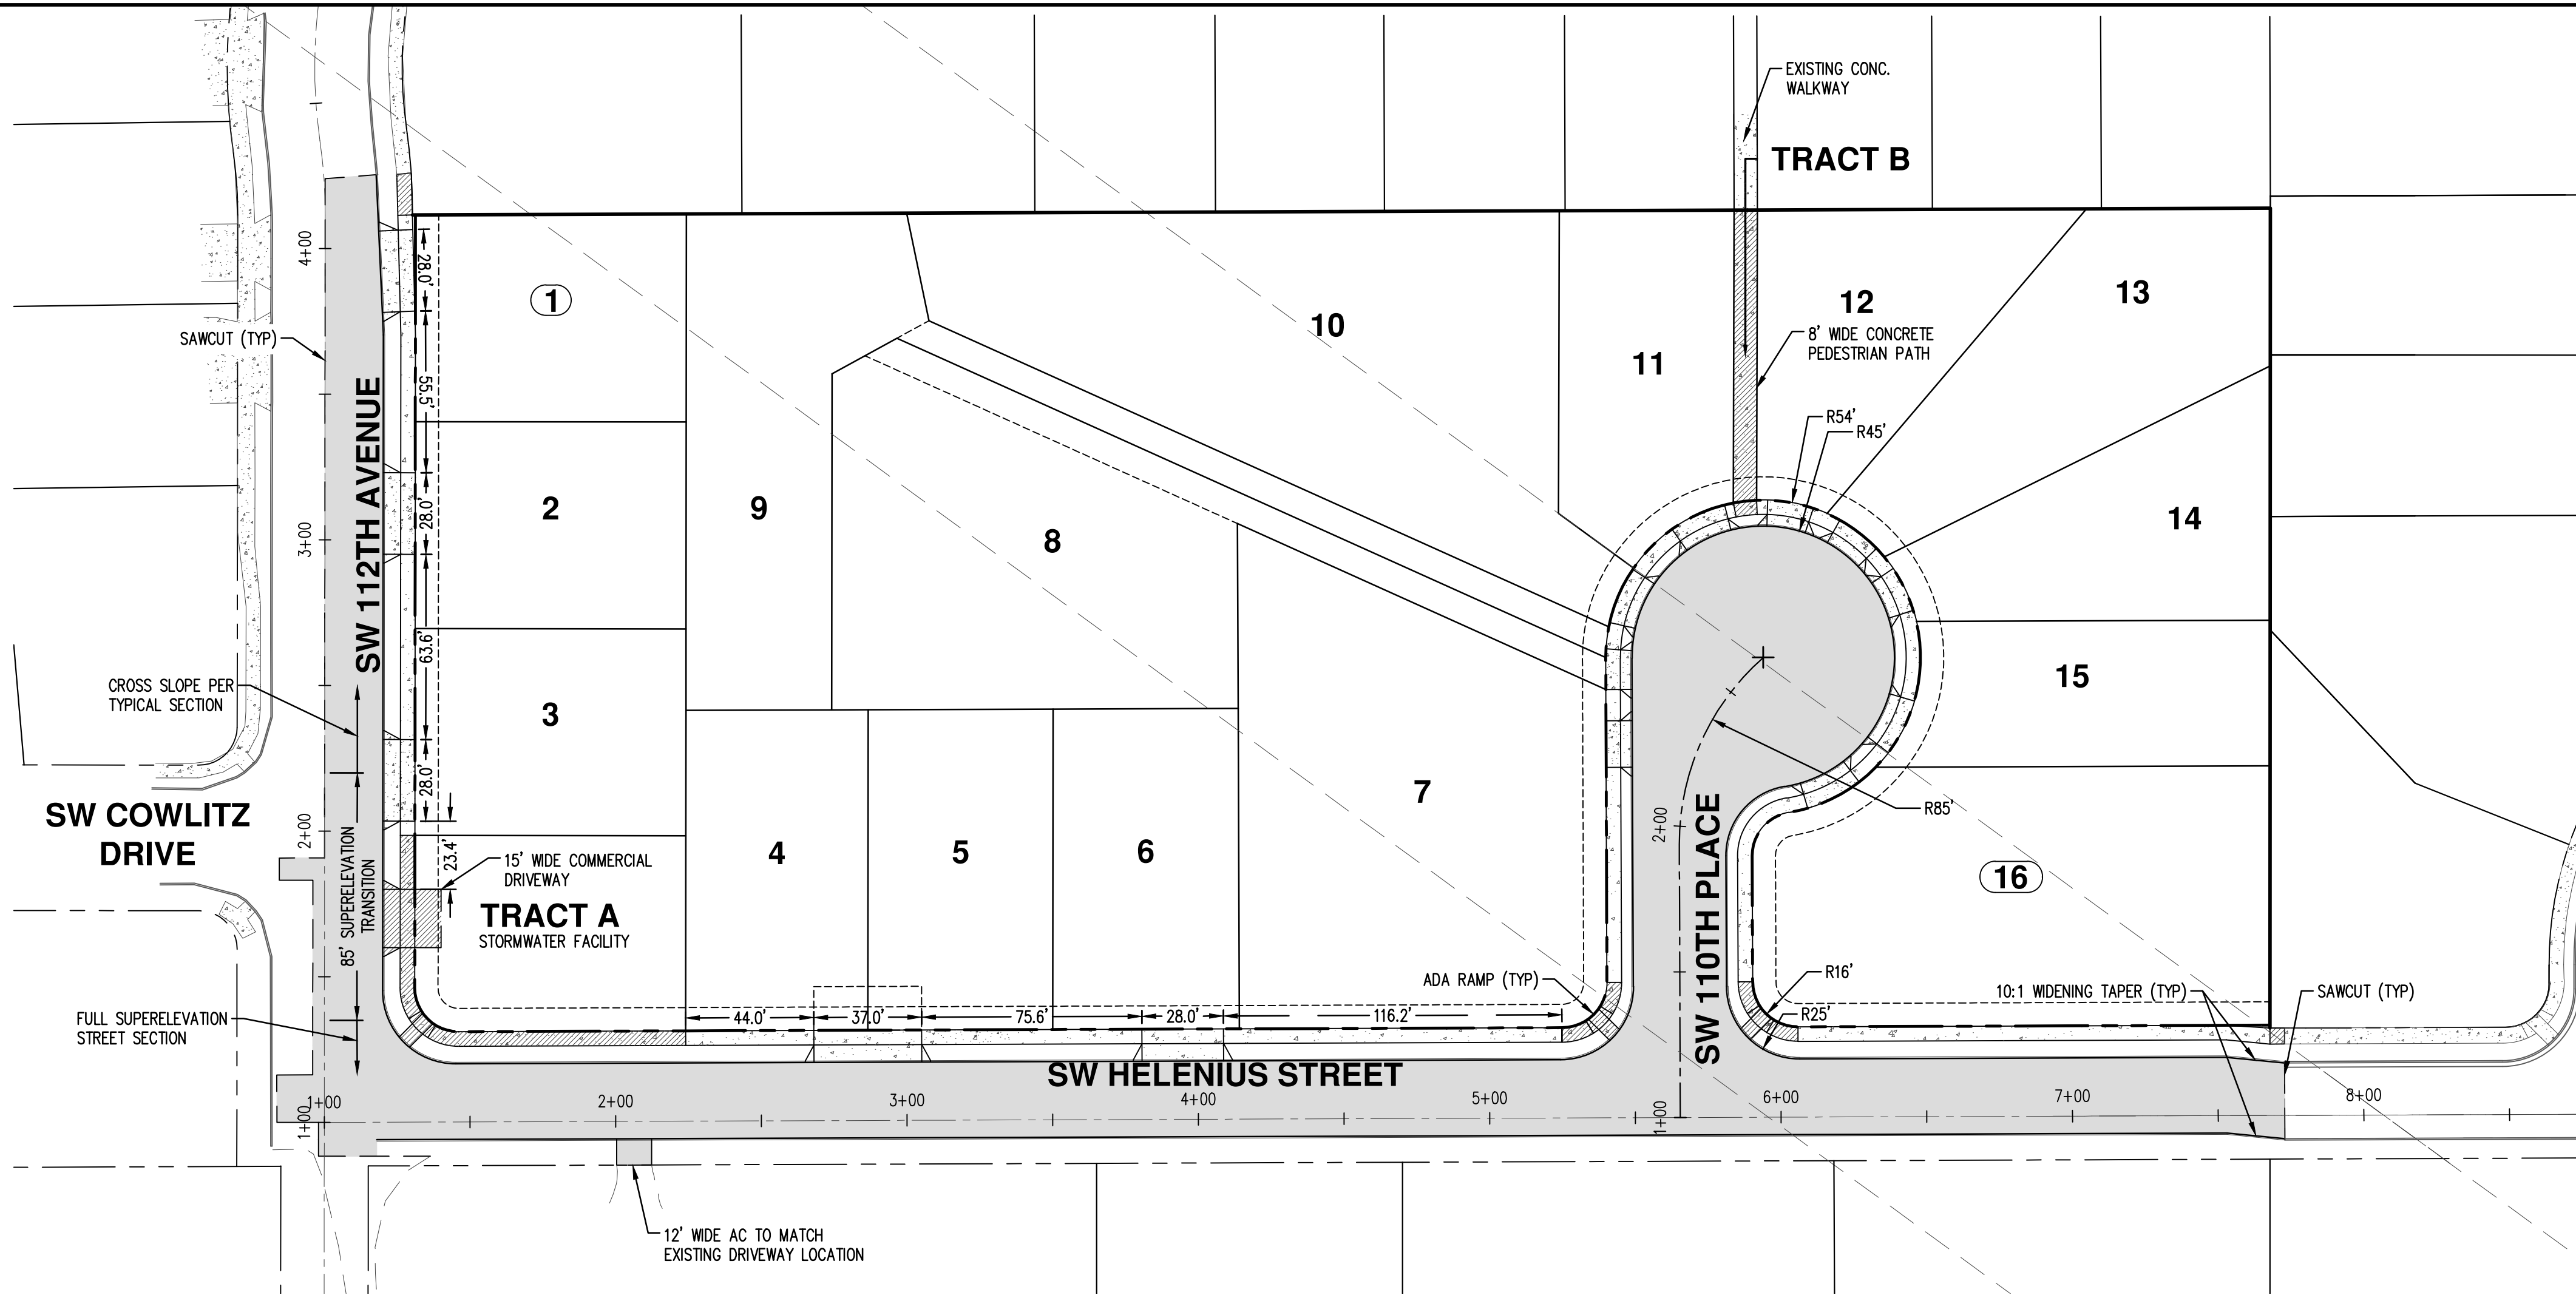 EXISTING CONC.
WALKWAY
TRACT B
4+00
28.0'
1
10
12
13
SAWCUT (TYP)
8' WIDE CONCRETE
PEDESTRIAN PATH
11
55.5'
R54'
R45'
SW 112TH AVENUE
3+00
28.0'
2
9
8
14
63.6'
CROSS SLOPE PER
TYPICAL SECTION
3
15
28.0'
7
R85'
SW COWLITZ
DRIVE
2+00
23.4'
15' WIDE COMMERCIAL
DRIVEWAY
4
5
6
2+00
SW 110TH PLACE
16
85' SUPERELEVATION
TRANSITION
TRACT A
STORMWATER FACILITY
ADA RAMP (TYP)
R16'
10:1 WIDENING TAPER (TYP)
SAWCUT (TYP)
FULL SUPERELEVATION
STREET SECTION
44.0'
37.0'
75.6'
28.0'
116.2'
R25'
SW HELENIUS STREET
1+00
1+00
2+00
3+00
4+00
5+00
1+00
6+00
7+00
8+00
12' WIDE AC TO MATCH
EXISTING DRIVEWAY LOCATION